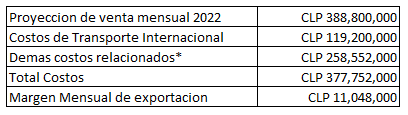 Proyeccion de venta mensual 2022 CLP 388,800,000
Costos de Transporte Internacional CLP 119,200,000
Demas costos relacionados* CLP 258,552,000
Total Costos CLP 377,752,000
Margen Mensual de exportacion CLP 11,048,000